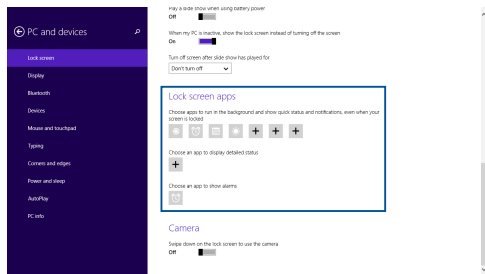 Play a slide show when using battery power
Off
PC and devices
When my PC is inactive, show the lock screen instead of turning off the screen
On
Lock screen
Turn off screen after slide show has played for
Don't turn off
Display
Bluetooth
Lock screen apps
Devices
Choose apps to run in the background and show quick status and notifications, even when your
screen is locked
Mouse and touchpad
Typing
Choose an app to display detailed status
Corners and edges
Power and sleep
Choose an app to show alarms
AutoPlay
PC info
Camera
Swipe down on the lock screen to use the camera
Off